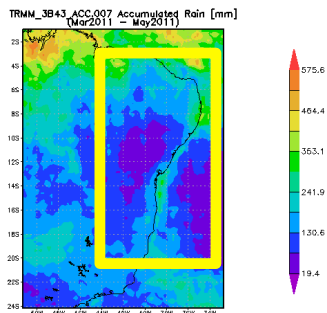 TRMM_3B43_ACC.007 Accumulated Rain [mm]
(Mar2011 - May2011)
2S
4S
6S
8S
10S
12S
14S
16S
18S
20S
22S
24S
575.6
464.4
353.1
241.9
130.6
19.4